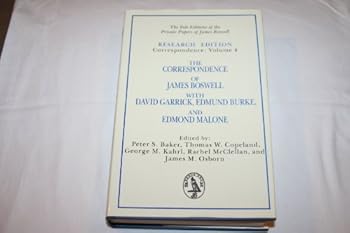 The Yale Editions of the
Private Papers of James Boswell
RESEARCH EDITION
Correspondence: Volume 4
THE
CORRESPONDENCE
OF
JAMES BOSWELL
WITH
DAVID GARRICK, EDMUND BURKE,
AND
EDMOND MALONE
Edited by:
Peter S. Baker, Thomas W. Copeland,
George M. Kahrl, Rachel McClellan, and
James M. Osborn